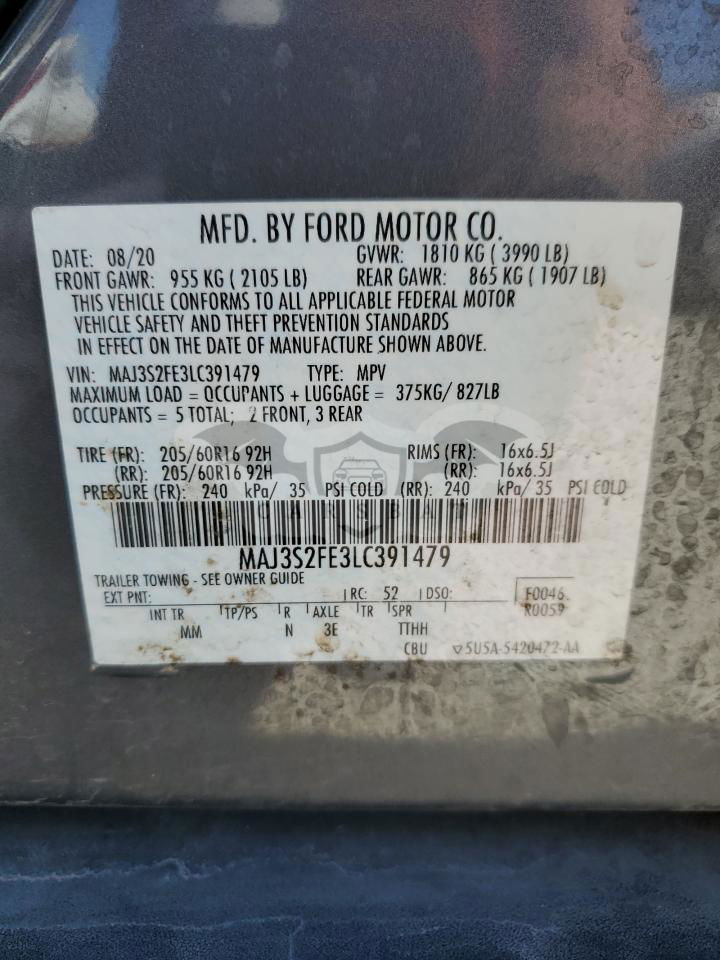 MFD. BY FORD MOTOR CO.
DATE: 08/20 GVWR: 1810 KG ( 3990 LB)
FRONT GAWR: 955 KG ( 2105 LB) REAR GAWR: 865 KG ( 1907 LB)
THIS VEHICLE CONFORMS TO ALL APPLICABLE FEDERAL MOTOR
VEHICLE SAFETY AND THEFT PREVENTION STANDARDS
IN EFFECT ON THE DATE OF MANUFACTURE SHOWN ABOVE.
VIN: MAJ3S2FE3LC391479 TYPE: MPV
MAXIMUM LOAD = OCCUPANTS + LUGGAGE = 375KG/ 827LB
OCCUPANTS = 5 TOTAL; 2 FRONT, 3 REAR
TIRE (FR): 205/60R16 92H RIMS (FR): 16x6.5J
(RR): 205/60R16 92H (RR): 16x6.5J
PRESSURE (FR): 240 kPa/ 35 PSI COLD (RR): 240 kPa/ 35 PSI COLD
MAJ3S2FE3LC391479
TRAILER TOWING - SEE OWNER GUIDE
EXT PNT: RC: 52 DSO: F0046
INT TR TP/PS R AXLE TR SPR R0059
MM N 3E TTHH
CBU 5U5A-5420472-AA